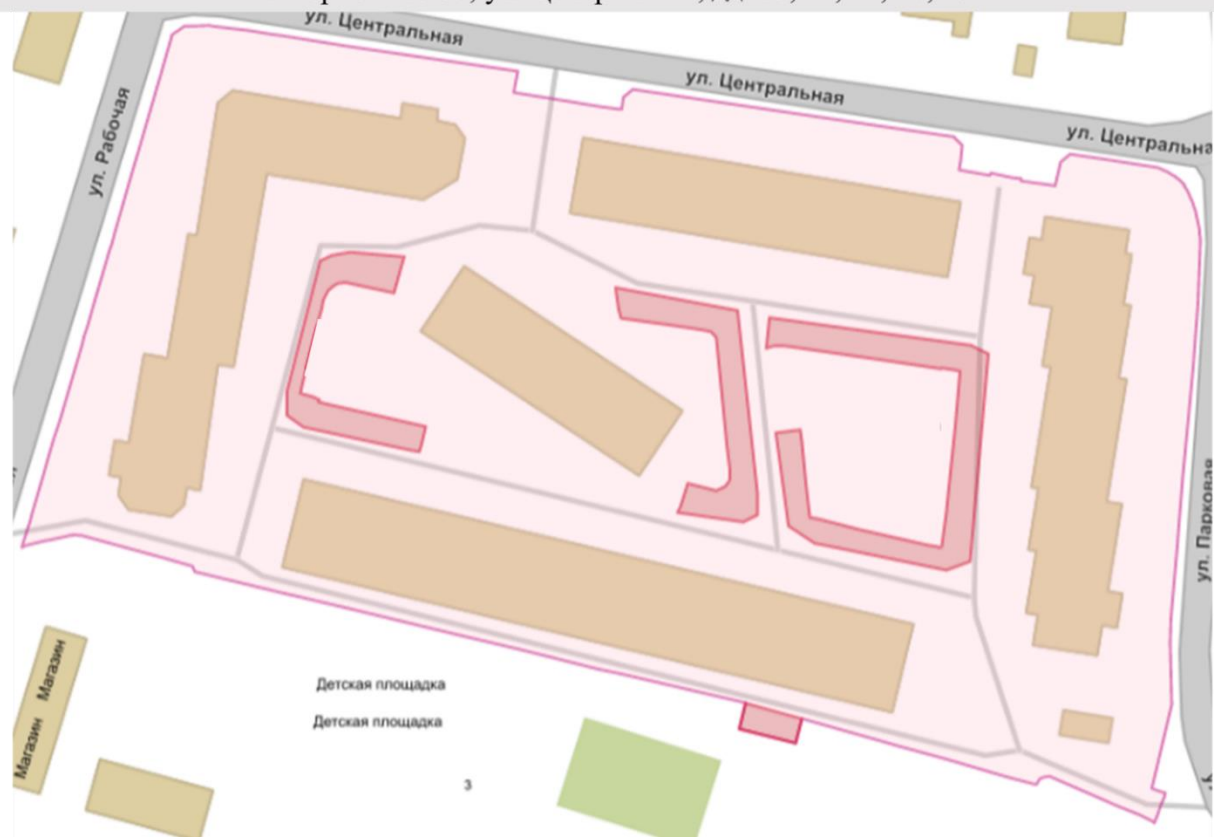 ул. Центральная
ул. Центральная
ул. Центральна
ул. Рабочая
ул. Парковая
Магазин
Магазин
Детская площадка
Детская площадка
3